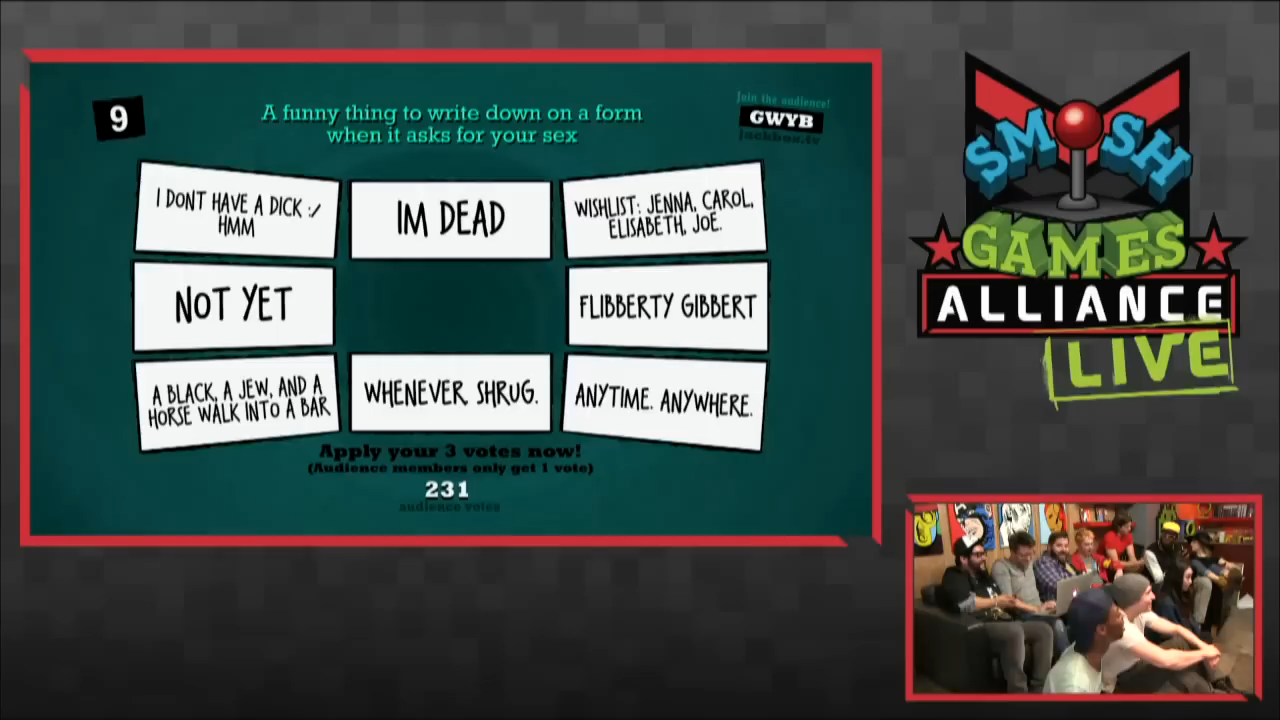 9
A funny thing to write down on a form
when it asks for your sex
Join the audience!
GWYB
jackbox.tv
I DONT HAVE A DICK :/
HMM
IM DEAD
WISHLIST: JENNA, CAROL,
ELISABETH, JOE.
NOT YET
FLIBBERTY GIBBERT
A BLACK, A JEW, AND A
HORSE WALK INTO A BAR
WHENEVER. SHRUG.
ANYTIME. ANYWHERE.
Apply your 3 votes now!
(Audience members only get 1 vote)
231
audience votes
SMOSH
GAMES
ALLIANCE
LIVE